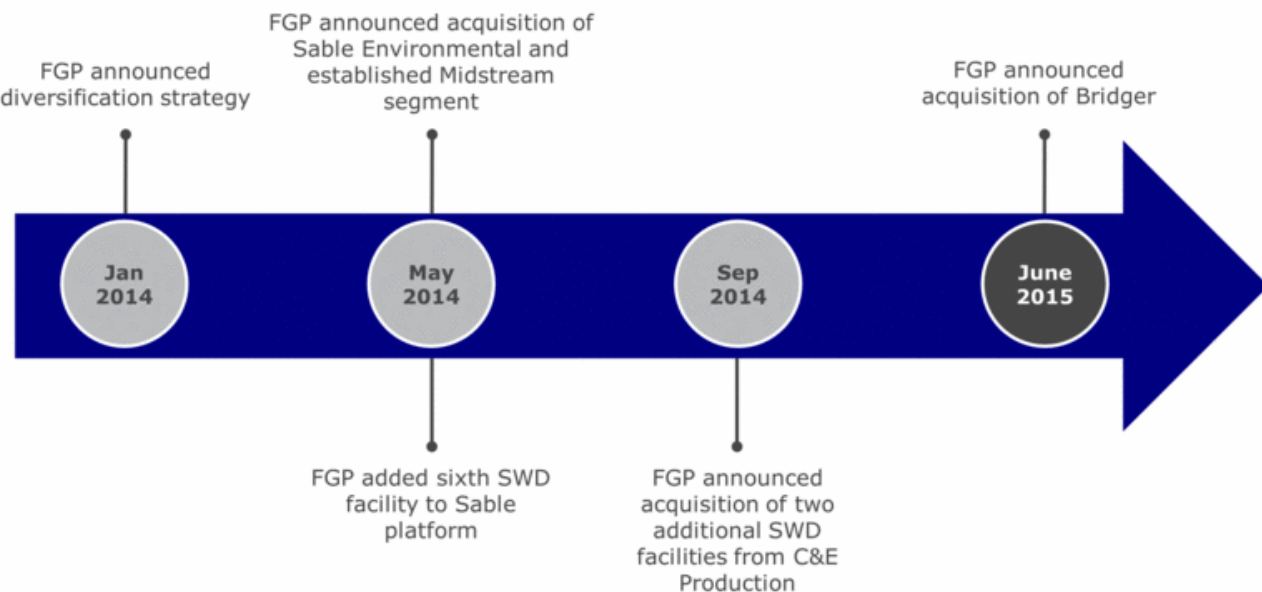 FGP announced
diversification strategy
FGP announced acquisition of
Sable Environmental and
established Midstream
segment
FGP announced
acquisition of Bridger
Jan
2014
May
2014
Sep
2014
June
2015
FGP added sixth SWD
facility to Sable
platform
FGP announced
acquisition of two
additional SWD
facilities from C&E
Production